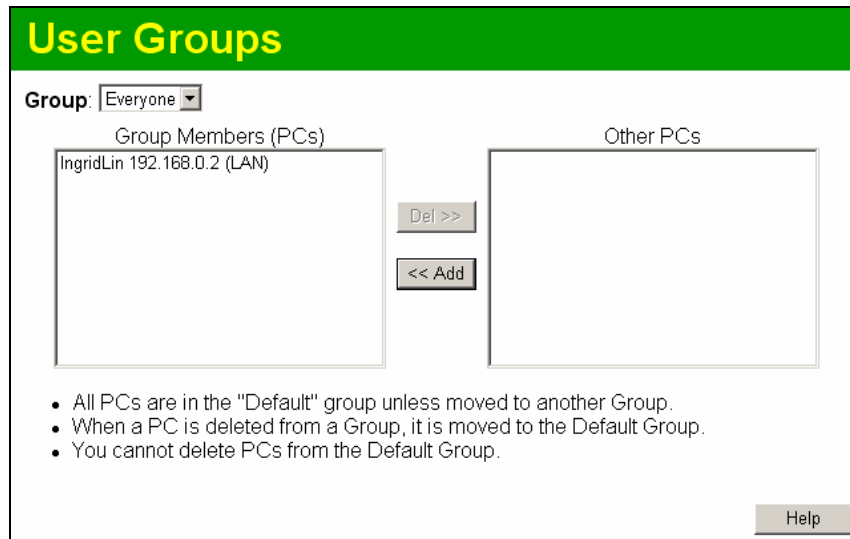 User Groups
Group: Everyone
Group Members (PCs)
Other PCs
IngridLin 192.168.0.2 (LAN)
Del >>
<< Add
• All PCs are in the "Default" group unless moved to another Group.
• When a PC is deleted from a Group, it is moved to the Default Group.
• You cannot delete PCs from the Default Group.
Help